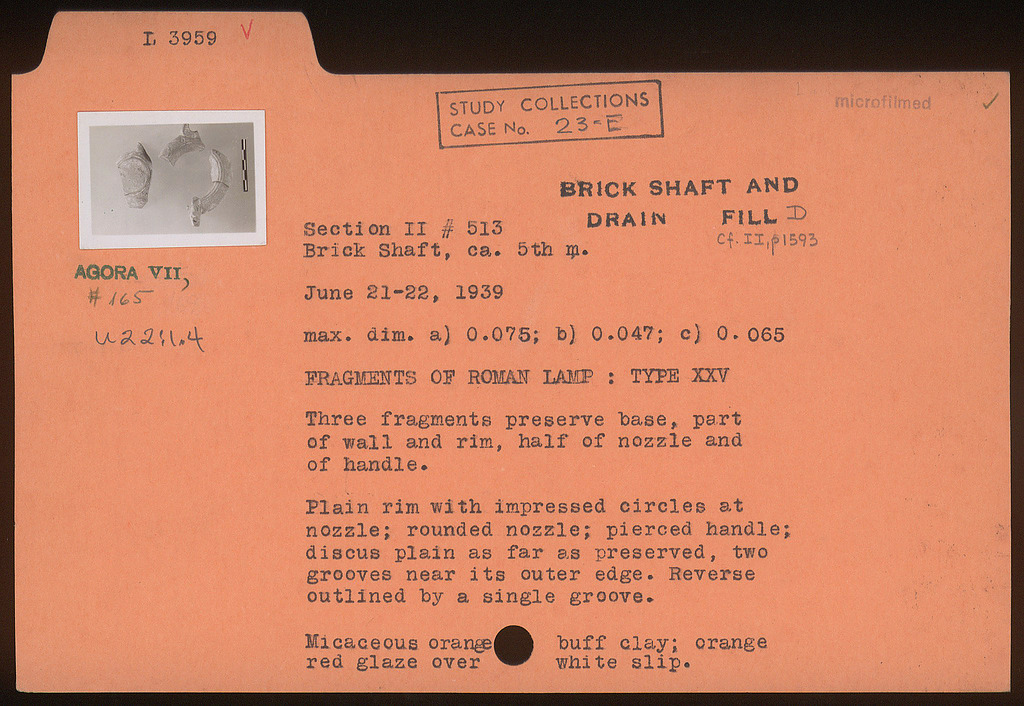 L 3959 V
STUDY COLLECTIONS
CASE No. 23-E
microfilmed ✓
BRICK SHAFT AND
DRAIN FILL D
Cf. II, p1593
Section II # 513
Brick Shaft, ca. 5th m.
AGORA VII,
# 165
June 21-22, 1939
U22:1.4
max. dim. a) 0.075; b) 0.047; c) 0.065
FRAGMENTS OF ROMAN LAMP : TYPE XXV
Three fragments preserve base, part
of wall and rim, half of nozzle and
of handle.
Plain rim with impressed circles at
nozzle; rounded nozzle; pierced handle;
discus plain as far as preserved, two
grooves near its outer edge. Reverse
outlined by a single groove.
Micaceous orange buff clay; orange
red glaze over white slip.